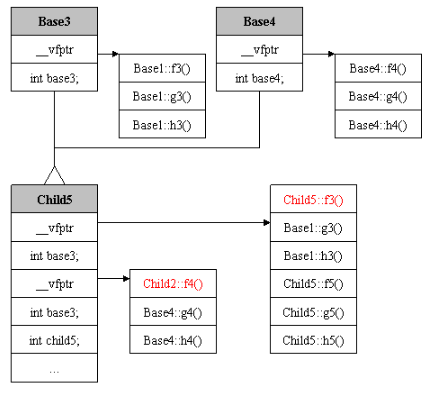 Base3
__vfptr
int base3;
Base1::f3()
Base1::g3()
Base1::h3()
Base4
__vfptr
int base4;
Base4::f4()
Base4::g4()
Base4::h4()
Child5
__vfptr
int base3;
__vfptr
int base3;
int child5;
...
Child2::f4()
Base4::g4()
Base4::h4()
Child5::f3()
Base1::g3()
Base1::h3()
Child5::f5()
Child5::g5()
Child5::h5()